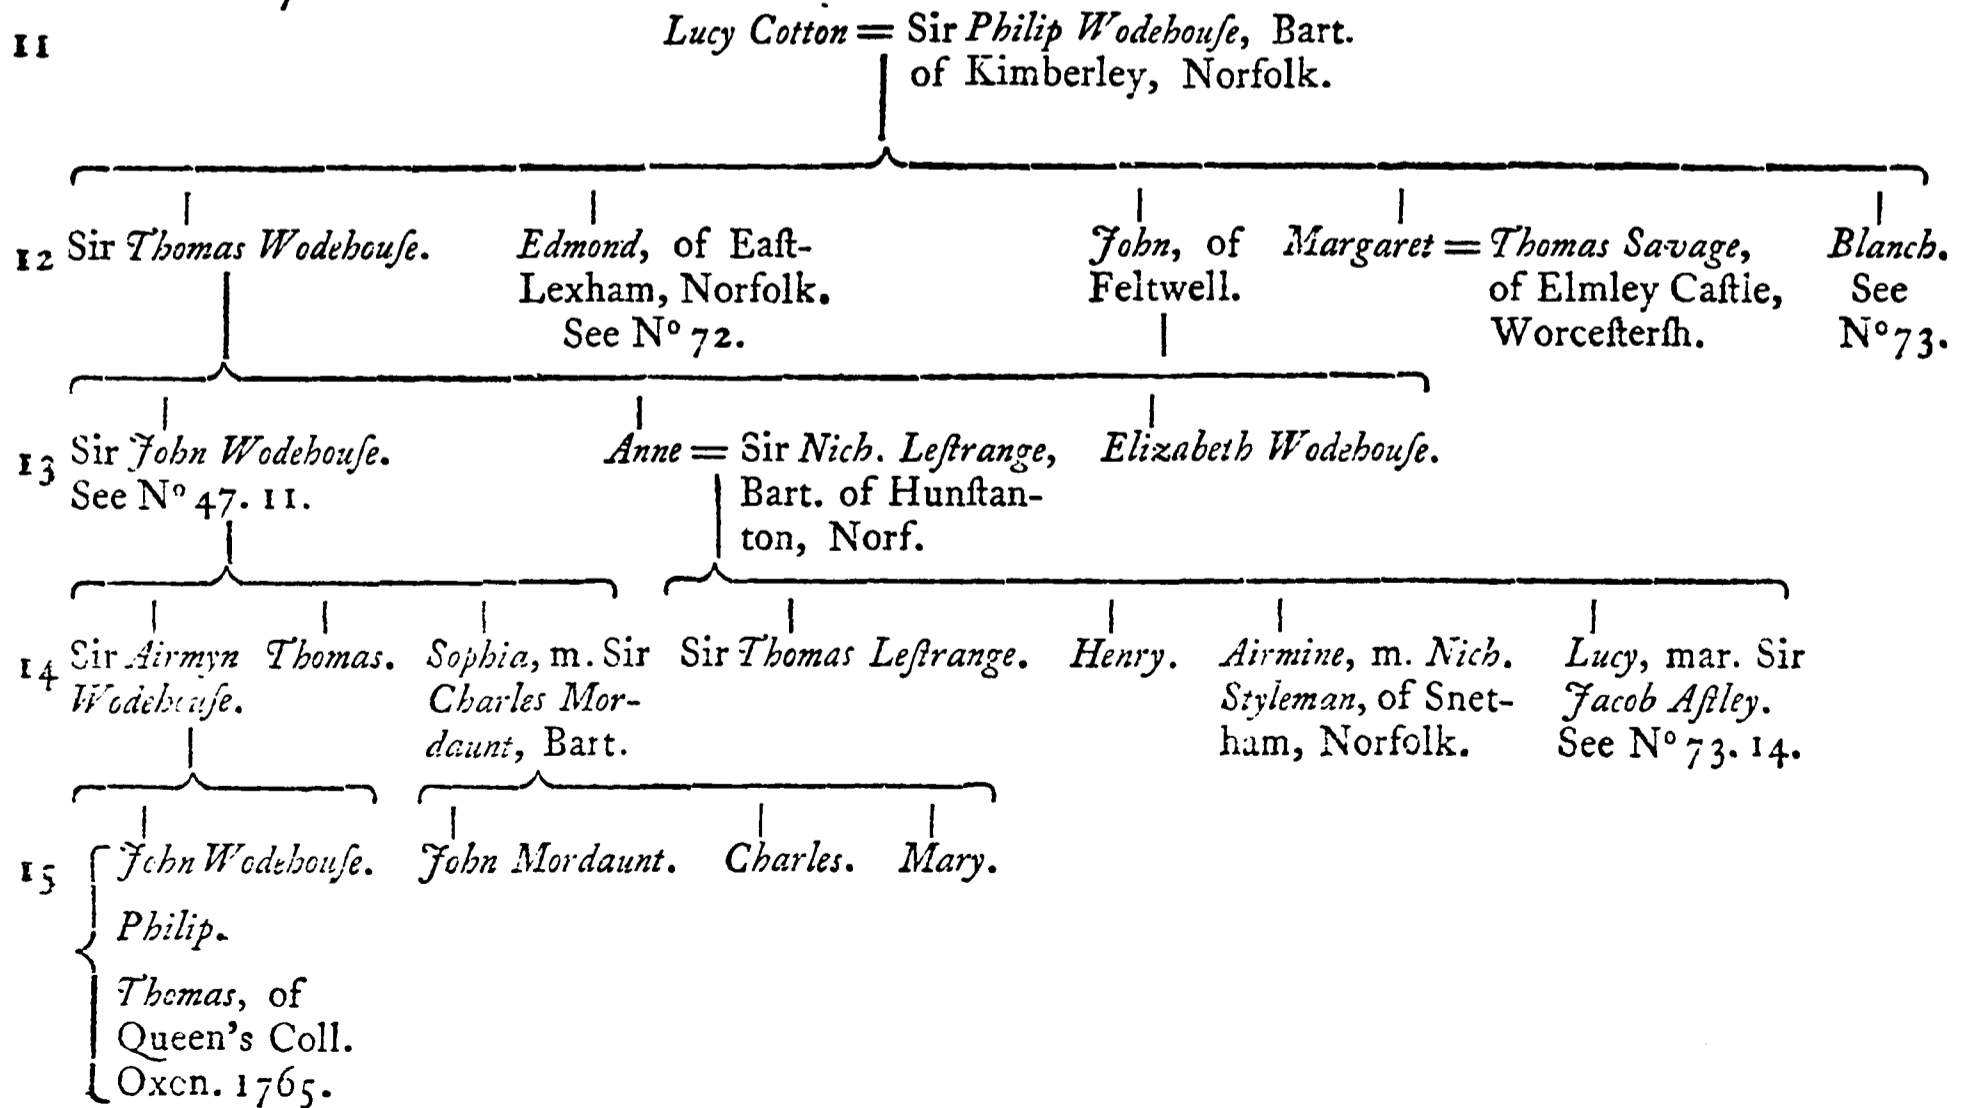 11 Lucy Cotton = Sir Philip Wodehouſe, Bart.
of Kimberley, Norfolk.
12 Sir Thomas Wodehouſe.
Edmond, of Eaſt-
Lexham, Norfolk.
See Nº 72.
John, of
Feltwell.
Margaret = Thomas Savage,
of Elmley Caſtie,
Worceſterſh.
Blanch.
See
Nº 73.
13 Sir John Wodehouſe.
See Nº 47. 11.
Anne = Sir Nich. Leſtrange,
Bart. of Hunſtan-
ton, Norf.
Elizabeth Wodehouſe.
14 Sir Airmyn
Wodehouſe.
Thomas.
Sophia, m. Sir
Charles Mor-
daunt, Bart.
Sir Thomas Leſtrange.
Henry.
Airmine, m. Nich.
Styleman, of Snet-
ham, Norfolk.
Lucy, mar. Sir
Jacob Aſtley.
See Nº 73. 14.
15 John Wodehouſe.
Philip.
Thomas, of
Queen's Coll.
Oxon. 1765.
John Mordaunt.
Charles.
Mary.